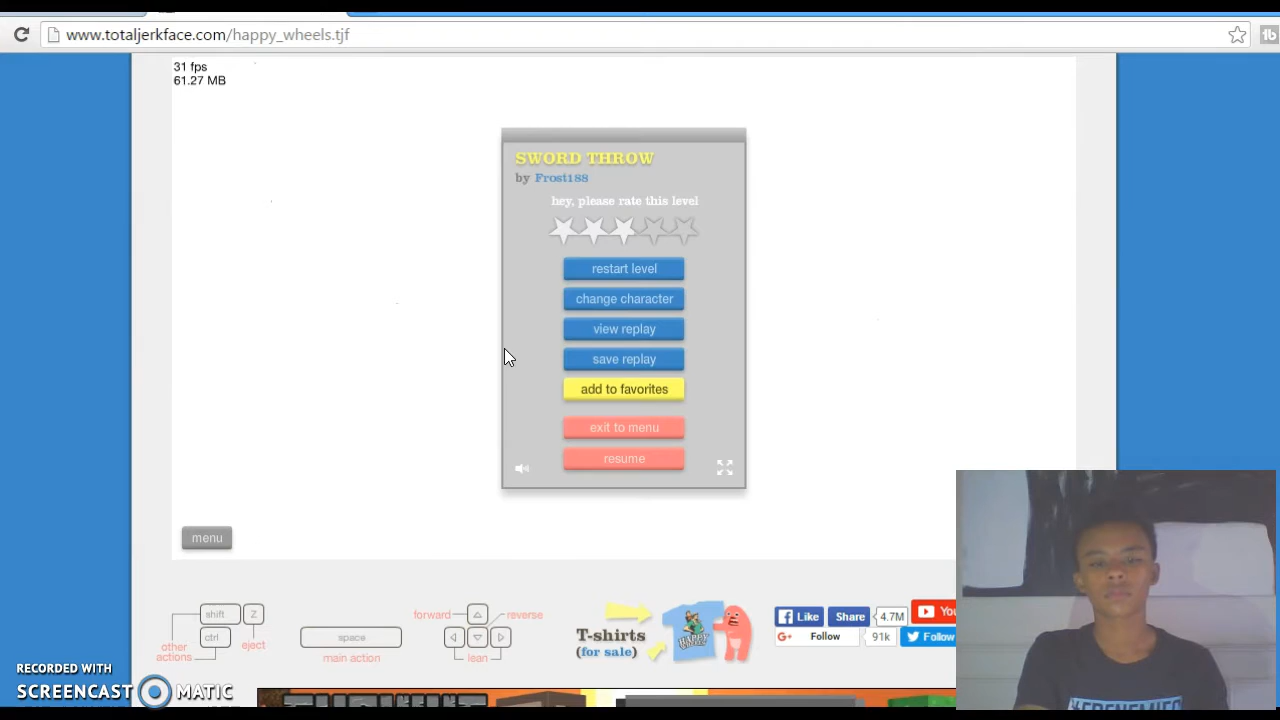 www.totaljerkface.com/happy_wheels.tjf
31 fps
61.27 MB
SWORD THROW
by Frost188
hey, please rate this level
restart level
change character
view replay
save replay
add to favorites
exit to menu
resume
menu
shift Z
ctrl
other actions
eject
space
main action
forward reverse
lean
T-shirts
(for sale)
HAPPY WHEELS
Like Share 4.7M You
G+ Follow 91k Follow
RECORDED WITH
SCREENCAST MATIC